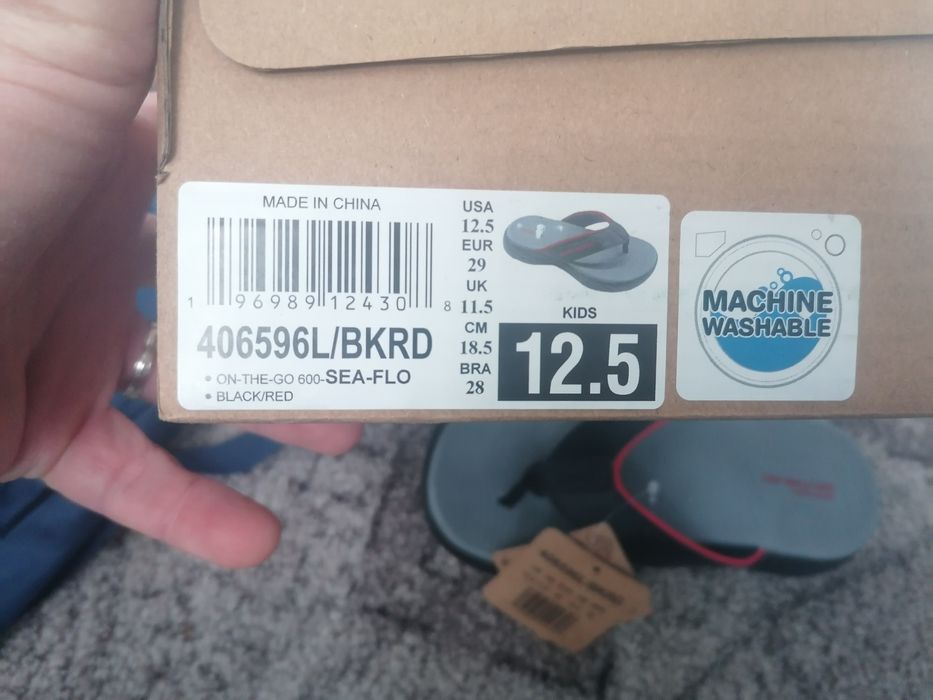 MADE IN CHINA
1 96989 12430 8
406596L/BKRD
• ON-THE-GO 600-SEA-FLO
• BLACK/RED
USA
12.5
EUR
29
UK
11.5
CM
18.5
BRA
28
KIDS
12.5
MACHINE
WASHABLE